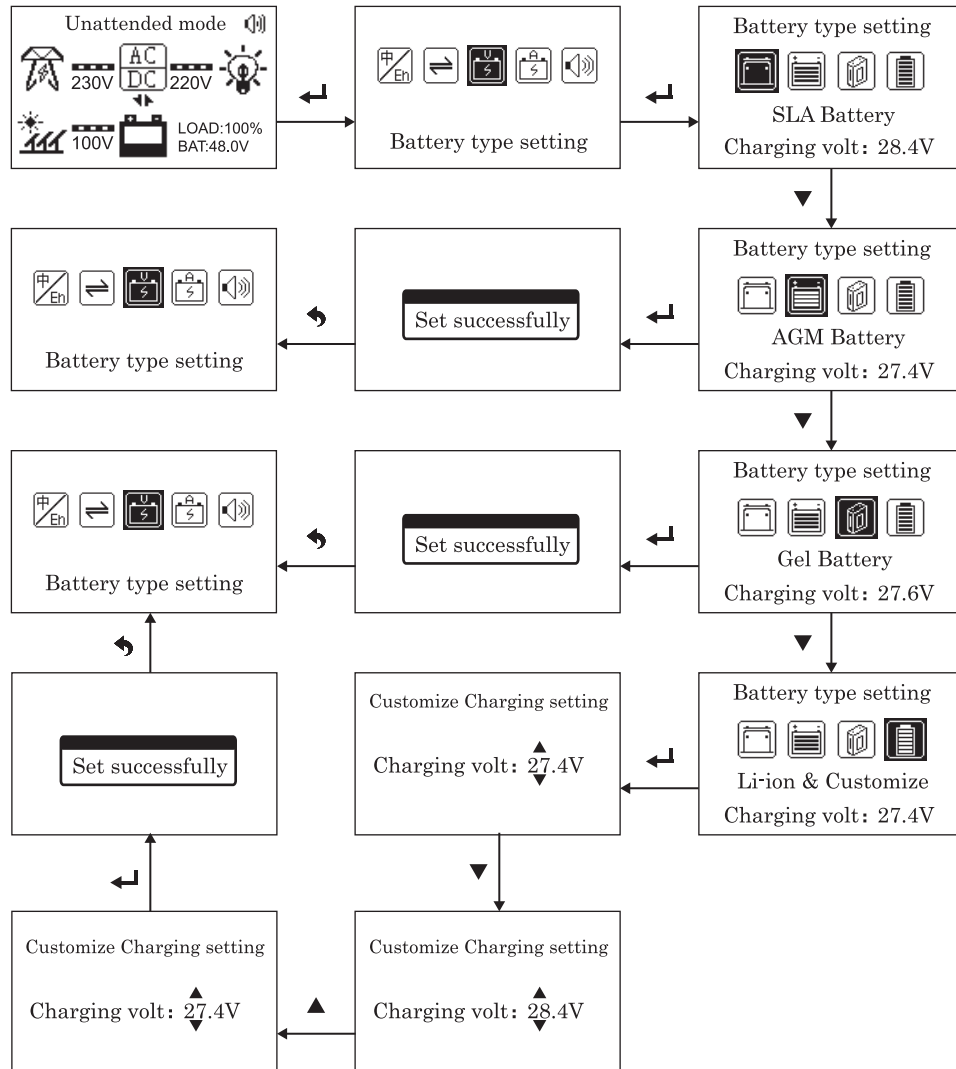 Unattended mode
AC
DC
230V
220V
100V
LOAD:100%
BAT:48.0V
中/En
V
A
Battery type setting
Battery type setting
SLA Battery
Charging volt: 28.4V
中/En
V
A
Battery type setting
Set successfully
Battery type setting
AGM Battery
Charging volt: 27.4V
中/En
V
A
Battery type setting
Set successfully
Battery type setting
Gel Battery
Charging volt: 27.6V
Set successfully
Customize Charging setting
Charging volt: 27.4V
Battery type setting
Li-ion & Customize
Charging volt: 27.4V
Customize Charging setting
Charging volt: 27.4V
Customize Charging setting
Charging volt: 28.4V